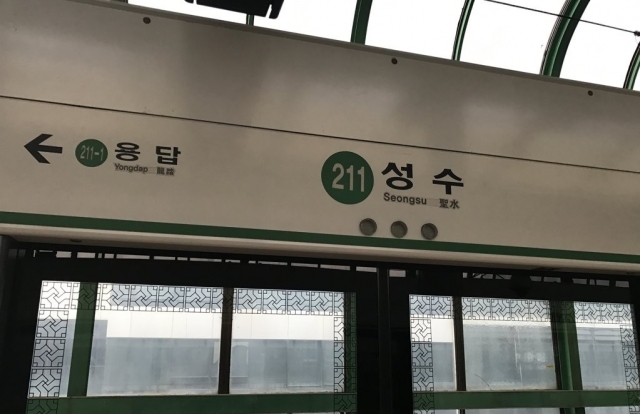 ← 211-1 용답
Yongdap 龍踏
211 성수
Seongsu 聖水